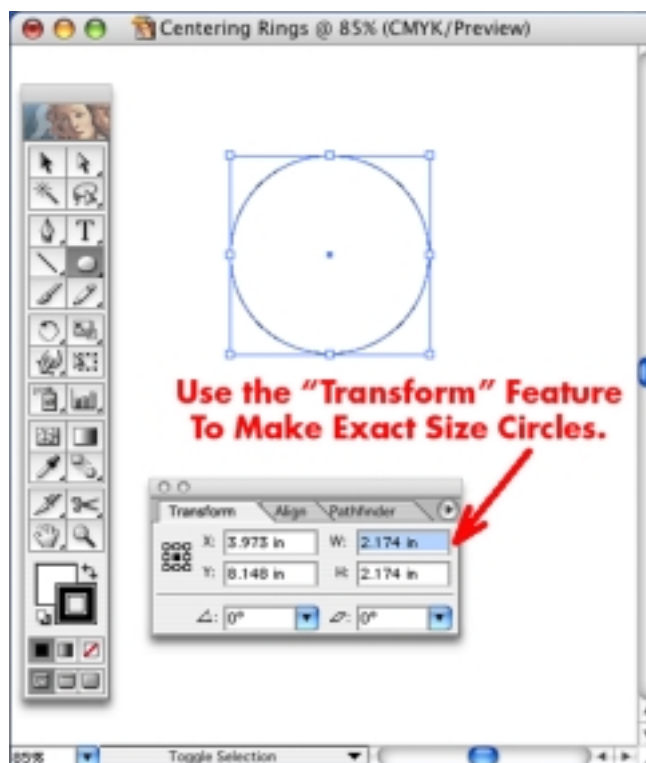 Centering Rings @ 85% (CMYK/Preview)
T
Use the “Transform” Feature
To Make Exact Size Circles.
Transform Align Pathfinder
X: 3.973 in W: 2.174 in
Y: 8.148 in H: 2.174 in
0° 0°
85% Toggle Selection